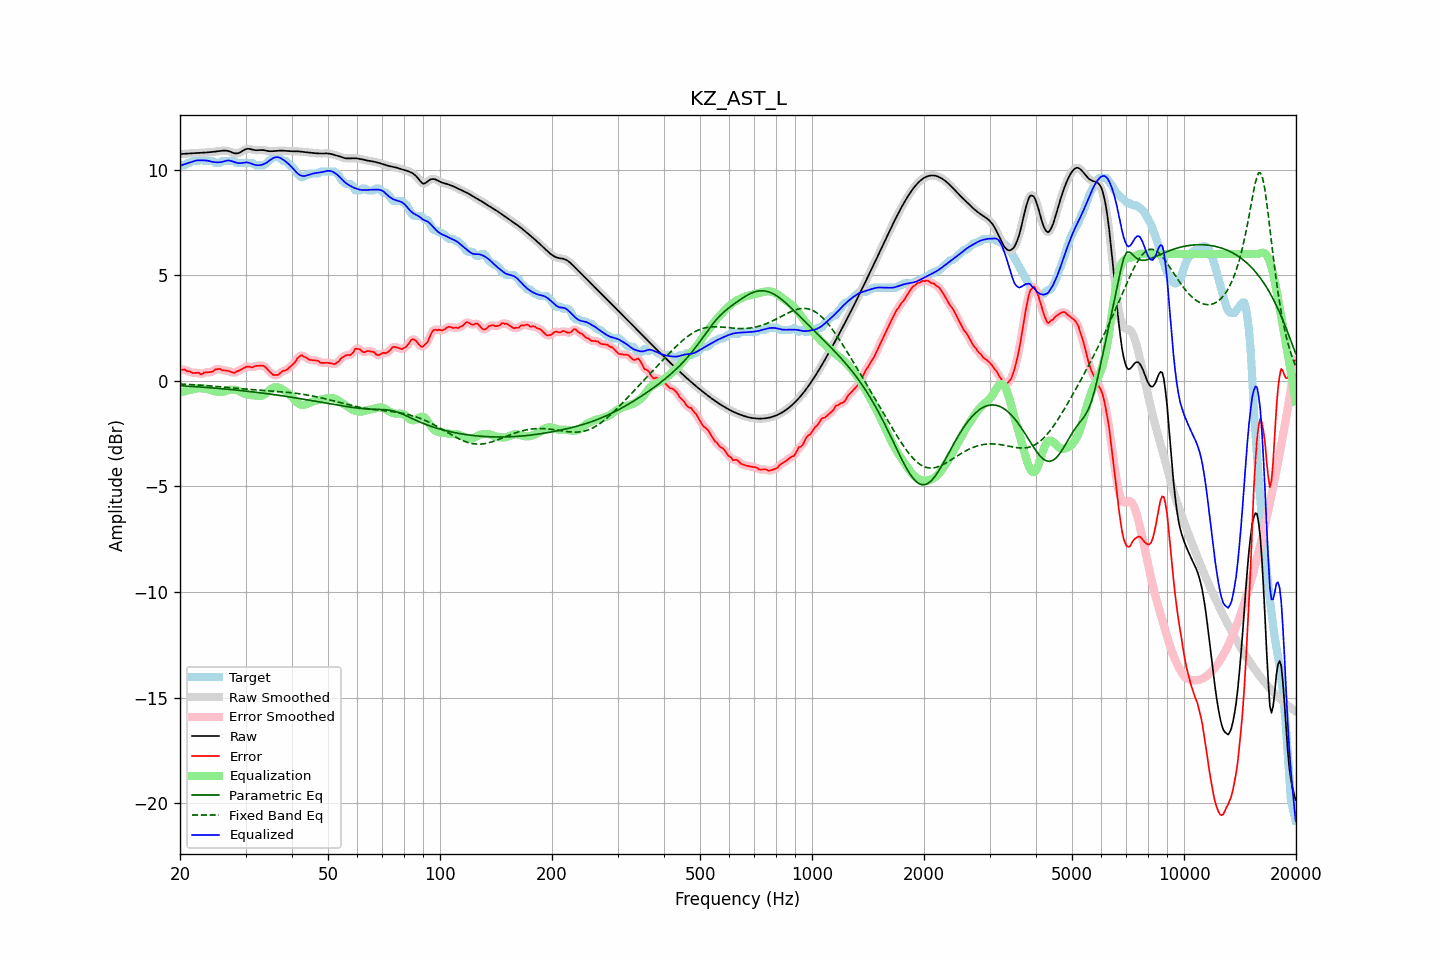 KZ_AST_L
10
5
0
−5
−10
−15
−20
Amplitude (dBr)
Target
Raw Smoothed
Error Smoothed
Raw
Error
Equalization
Parametric Eq
Fixed Band Eq
Equalized
20 50 100 200 500 1000 2000 5000 10000 20000
Frequency (Hz)